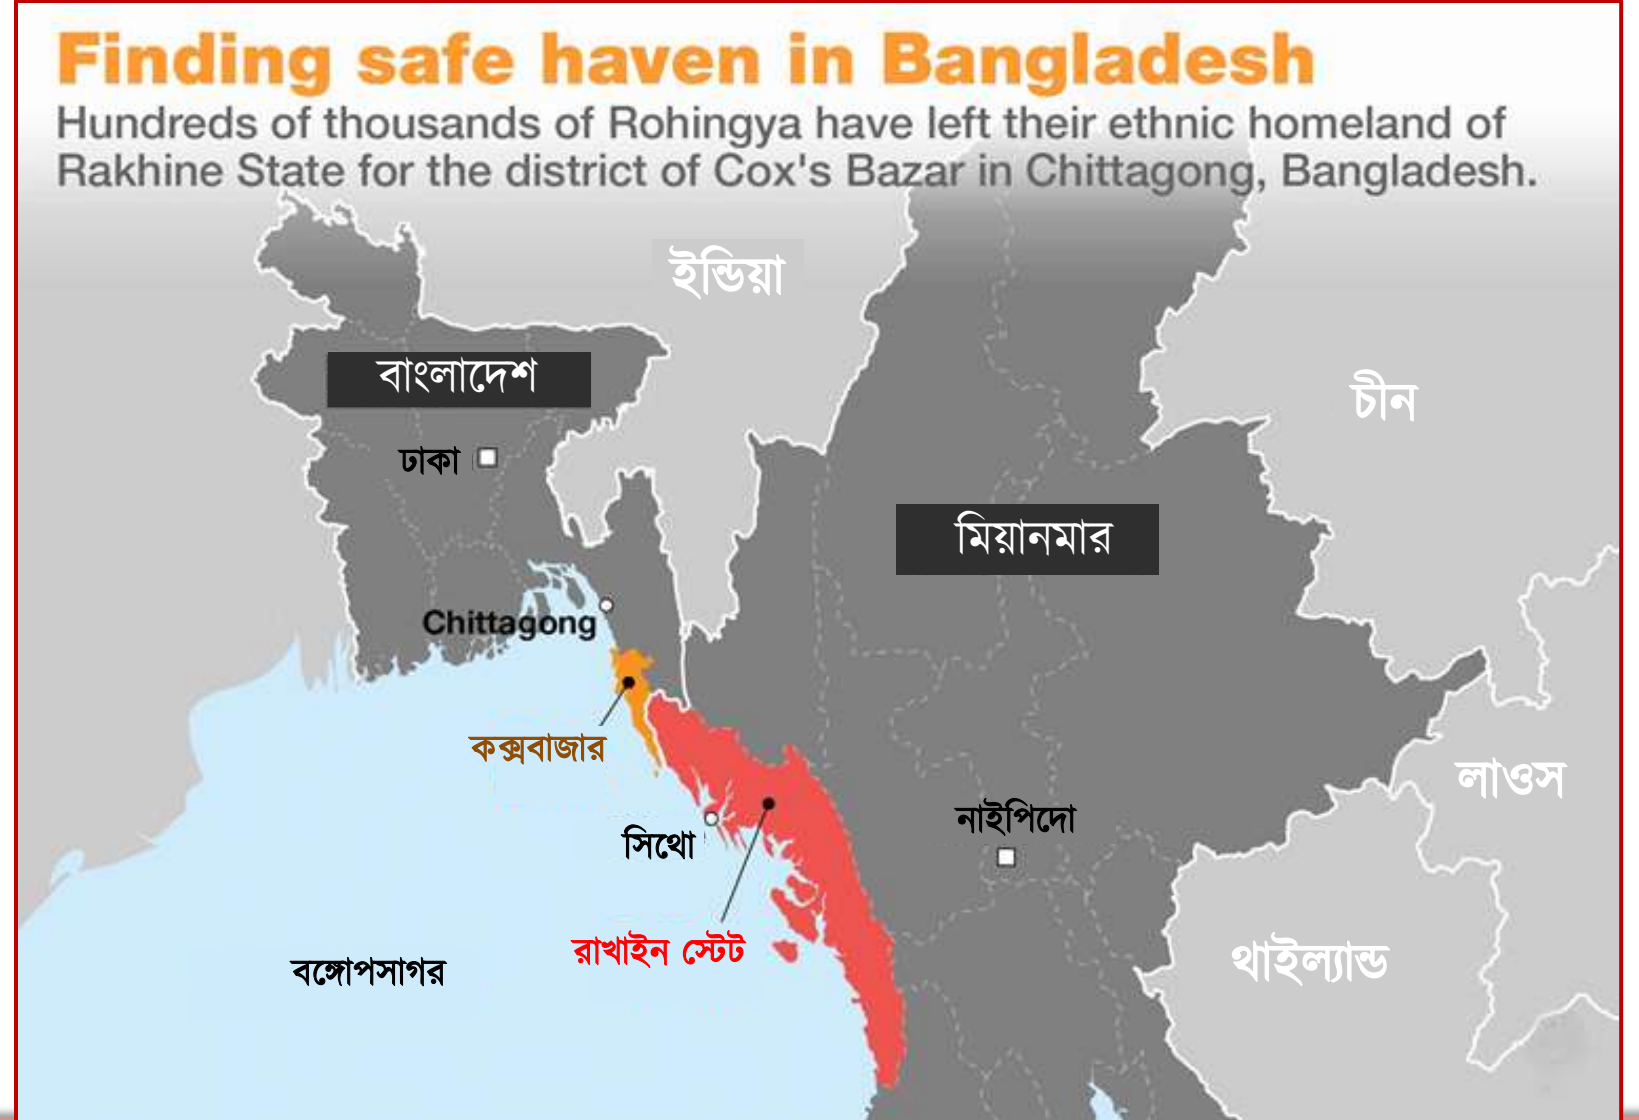 Finding safe haven in Bangladesh
Hundreds of thousands of Rohingya have left their ethnic homeland of
Rakhine State for the district of Cox's Bazar in Chittagong, Bangladesh.
ইন্ডিয়া
বাংলাদেশ
চীন
ঢাকা
মিয়ানমার
Chittagong
কক্সবাজার
লাওস
নাইপিদো
সিথো
রাখাইন স্টেট
থাইল্যান্ড
বঙ্গোপসাগর